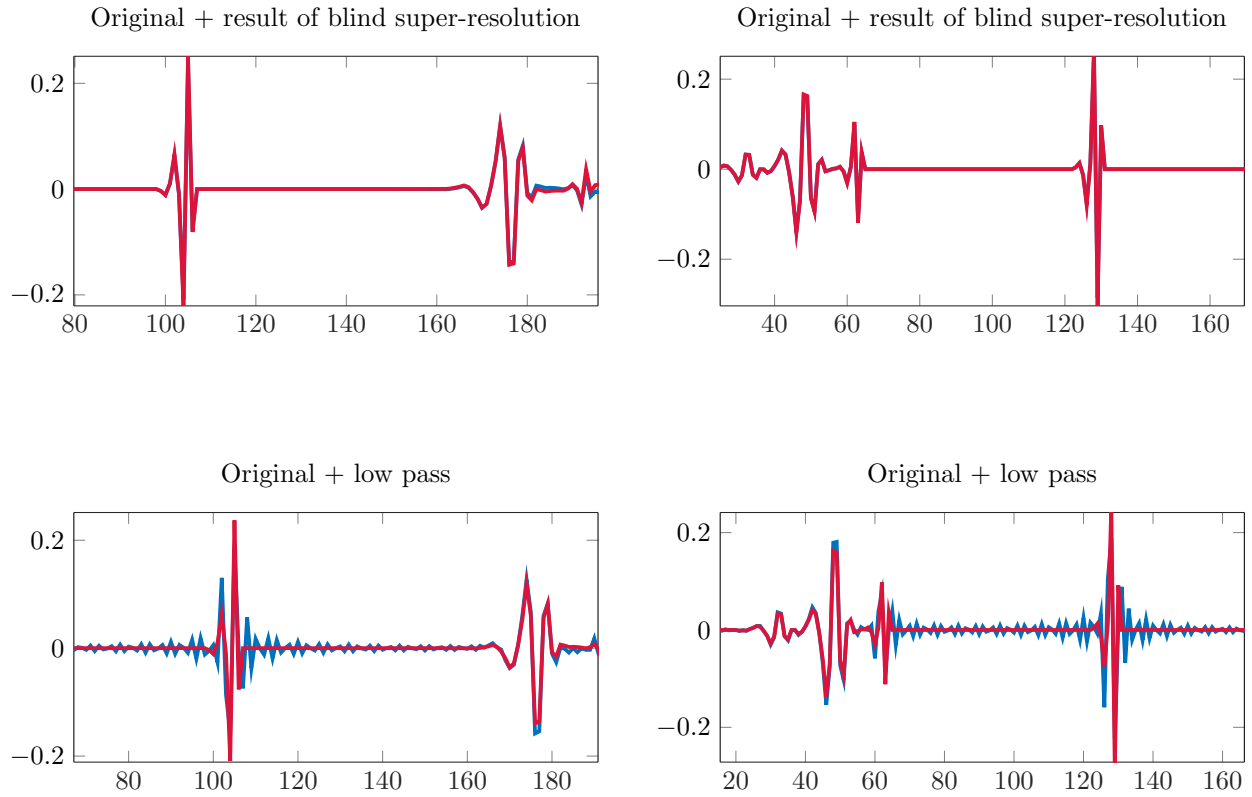 Original + result of blind super-resolution
0.2
0
−0.2
80 100 120 140 160 180
Original + result of blind super-resolution
0.2
0
−0.2
40 60 80 100 120 140 160
Original + low pass
0.2
0
−0.2
80 100 120 140 160 180
Original + low pass
0.2
0
−0.2
20 40 60 80 100 120 140 160